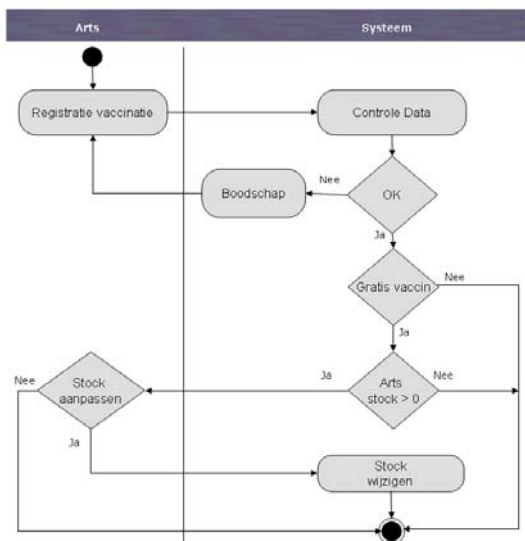 Arts
Systeem
Registratie vaccinatie
Controle Data
Nee
Boodschap
OK
Ja
Gratis vaccin
Nee
Ja
Nee
Stock
aanpassen
Ja
Arts
stock > 0
Nee
Ja
Stock
wijzigen